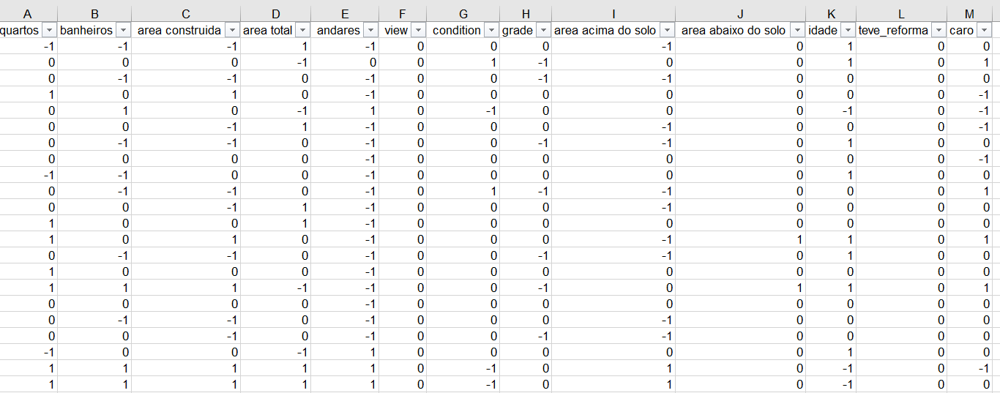 A B C D E F G H I J K L M
quartos banheiros area construida area total andares view condition grade area acima do solo area abaixo do solo idade teve_reforma caro
-1 -1 -1 1 -1 0 0 0 -1 0 1 0 0
0 0 0 -1 0 0 1 -1 0 0 1 0 1
0 -1 -1 0 -1 0 0 -1 -1 0 0 0 0
1 0 1 0 -1 0 0 0 0 0 0 0 -1
0 1 0 -1 1 0 -1 0 0 0 -1 0 -1
0 0 -1 1 -1 0 0 0 -1 0 0 0 -1
0 -1 -1 0 -1 0 0 -1 -1 0 1 0 0
0 0 0 0 -1 0 0 0 0 0 0 0 -1
-1 -1 0 0 -1 0 0 0 0 0 1 0 0
0 -1 -1 0 -1 0 1 -1 -1 0 0 0 1
0 0 -1 1 -1 0 0 0 -1 0 0 0 0
1 0 0 1 -1 0 0 0 0 0 0 0 0
1 0 1 0 -1 0 0 0 -1 1 1 0 1
0 -1 -1 0 -1 0 0 -1 -1 0 1 0 0
1 0 0 0 -1 0 0 0 0 0 0 0 0
1 1 1 -1 -1 0 0 -1 0 1 1 0 1
0 0 0 0 -1 0 0 0 0 0 0 0 0
0 -1 -1 0 -1 0 0 0 -1 0 0 0 0
0 0 -1 0 -1 0 0 -1 -1 0 0 0 0
-1 0 0 -1 1 0 0 0 0 0 1 0 0
1 1 1 1 1 0 -1 0 1 0 -1 0 -1
1 1 1 1 1 0 -1 0 1 0 -1 0 0